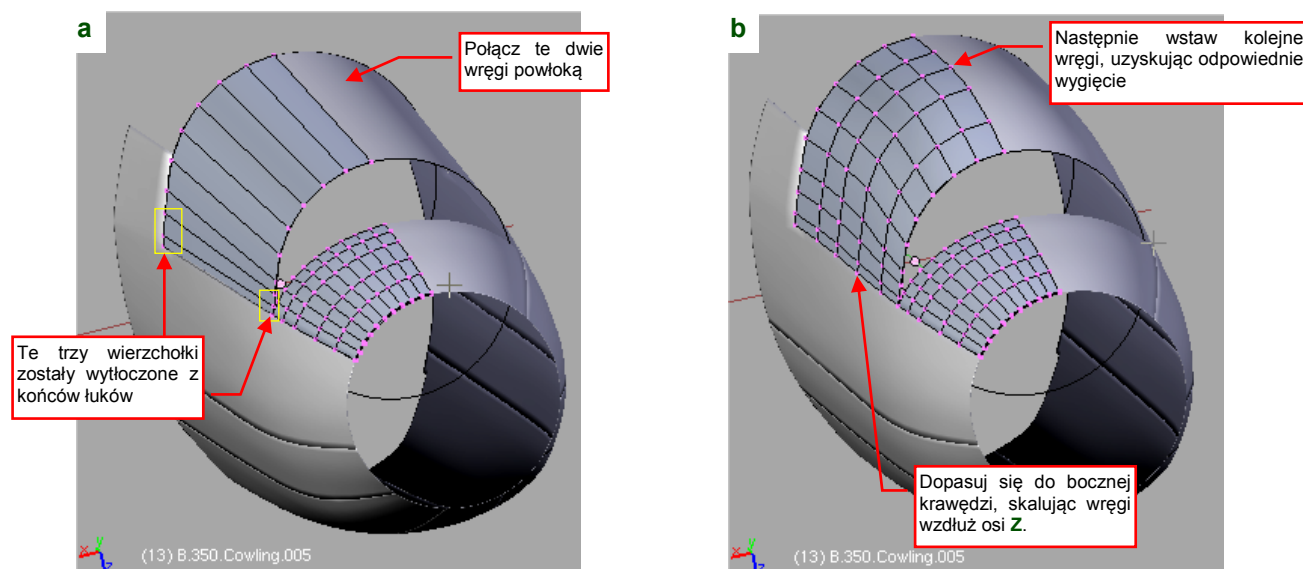 a
Połącz te dwie
wręgi powłoką
Te trzy wierzchołki
zostały wytłoczone z
końców łuków
x
y
z
(13) B.350.Cowling.005
b
Następnie wstaw kolejne
wręgi, uzyskując odpowiednie
wygięcie
Dopasuj się do bocznej
krawędzi, skalując wręgi
wzdłuż osi Z.
x
y
z
(13) B.350.Cowling.005